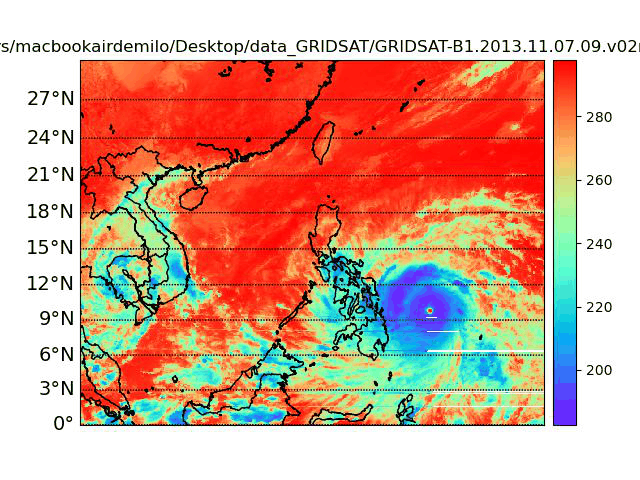 rs/macbookairdemilo/Desktop/data_GRIDSAT/GRIDSAT-B1.2013.11.07.09.v02r
27°N
24°N
21°N
18°N
15°N
12°N
9°N
6°N
3°N
0°
280
260
240
220
200